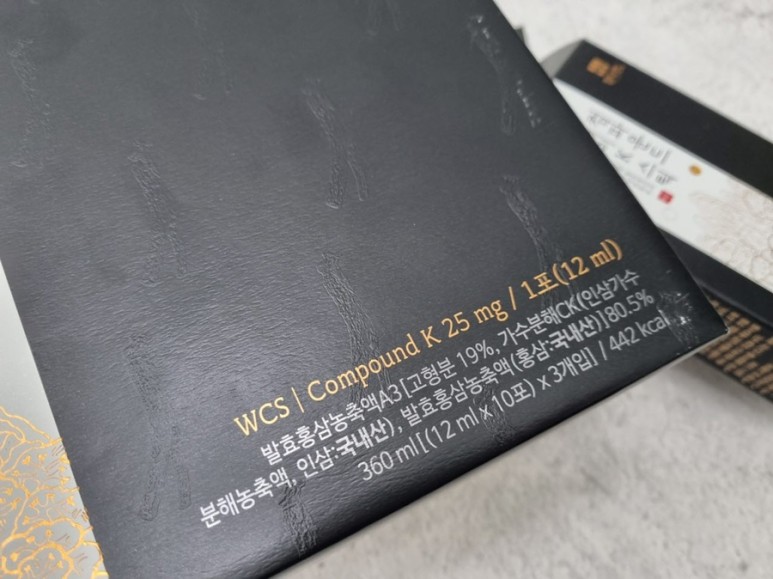 WCS | Compound K 25 mg / 1포(12 ml)
발효홍삼농축액A3[고형분 19%, 가수분해CK(인삼가수
분해농축액, 인삼:국내산), 발효홍삼농축액(홍삼:국내산)]80.5%
360 ml[(12 ml x 10포) x 3개입] / 442 kcal